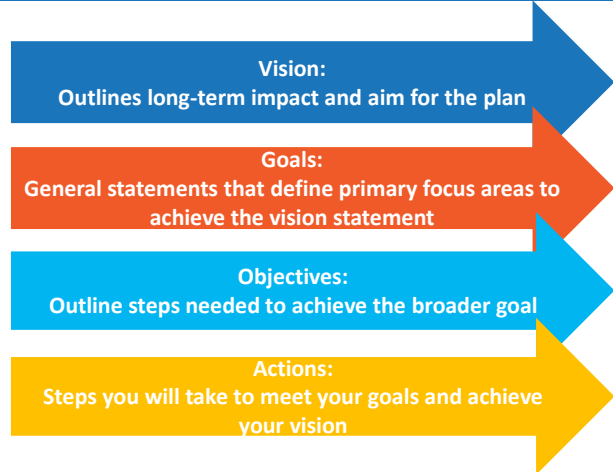 Vision:
Outlines long-term impact and aim for the plan
Goals:
General statements that define primary focus areas to
achieve the vision statement
Objectives:
Outline steps needed to achieve the broader goal
Actions:
Steps you will take to meet your goals and achieve
your vision